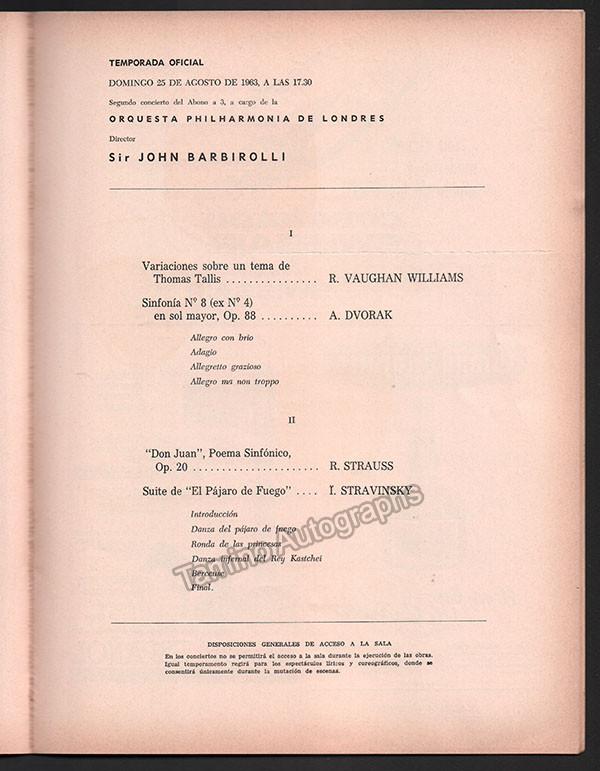 TEMPORADA OFICIAL
DOMINGO 25 DE AGOSTO DE 1963, A LAS 17.30
Segundo concierto del Abono a 3, a cargo de la
ORQUESTA PHILHARMONIA DE LONDRES
Director
Sir JOHN BARBIROLLI
I
Variaciones sobre un tema de
Thomas Tallis ................ R. VAUGHAN WILLIAMS
Sinfonía Nº 8 (ex Nº 4)
en sol mayor, Op. 88 .......... A. DVORAK
Allegro con brio
Adagio
Allegretto grazioso
Allegro ma non troppo
II
"Don Juan", Poema Sinfónico,
Op. 20 ...................... R. STRAUSS
Suite de "El Pájaro de Fuego" .... I. STRAVINSKY
Introducción
Danza del pájaro de fuego
Ronda de las princesas
Danza infernal del Rey Kastchei
Berceuse
Final.
Tamino Autographs
DISPOSICIONES GENERALES DE ACCESO A LA SALA
En los conciertos no se permitirá el acceso a la sala durante la ejecución de las obras.
Igual temperamento regirá para los espectáculos líricos y coreográficos, donde se
consentirá únicamente durante la mutación de escenas.